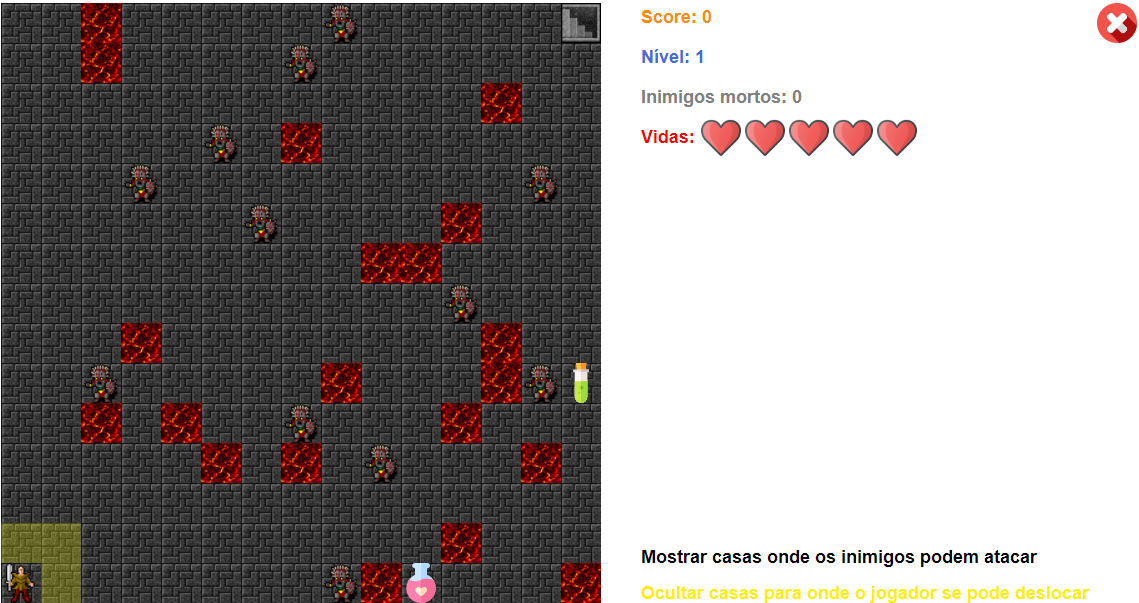 Score: 0
Nível: 1
Inimigos mortos: 0
Vidas:
Mostrar casas onde os inimigos podem atacar
Ocultar casas para onde o jogador se pode deslocar